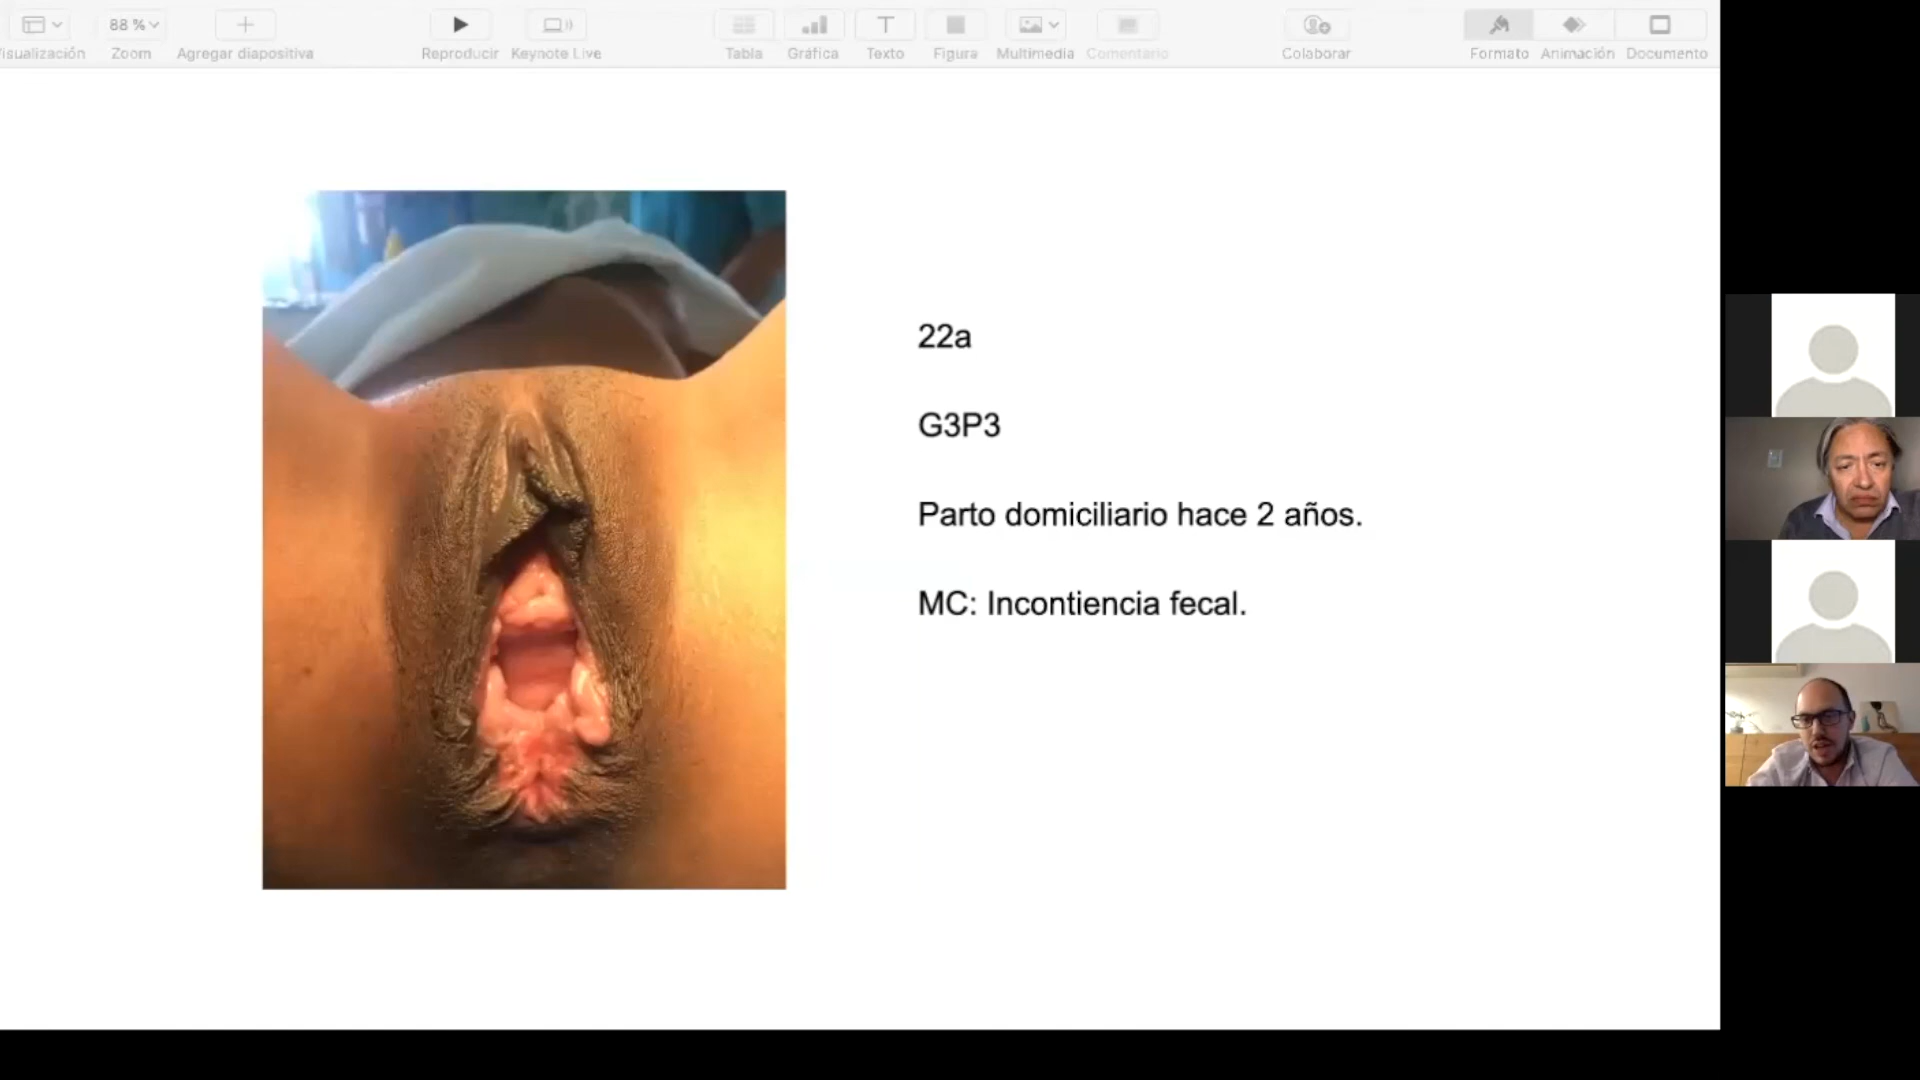 isualización
88 %
Zoom
Agregar diapositiva
Reproducir
Keynote Live
Tabla
Gráfica
T
Texto
Figura
Multimedia
Comentario
Colaborar
Formato
Animación
Documento
22a
G3P3
Parto domiciliario hace 2 años.
MC: Incontiencia fecal.